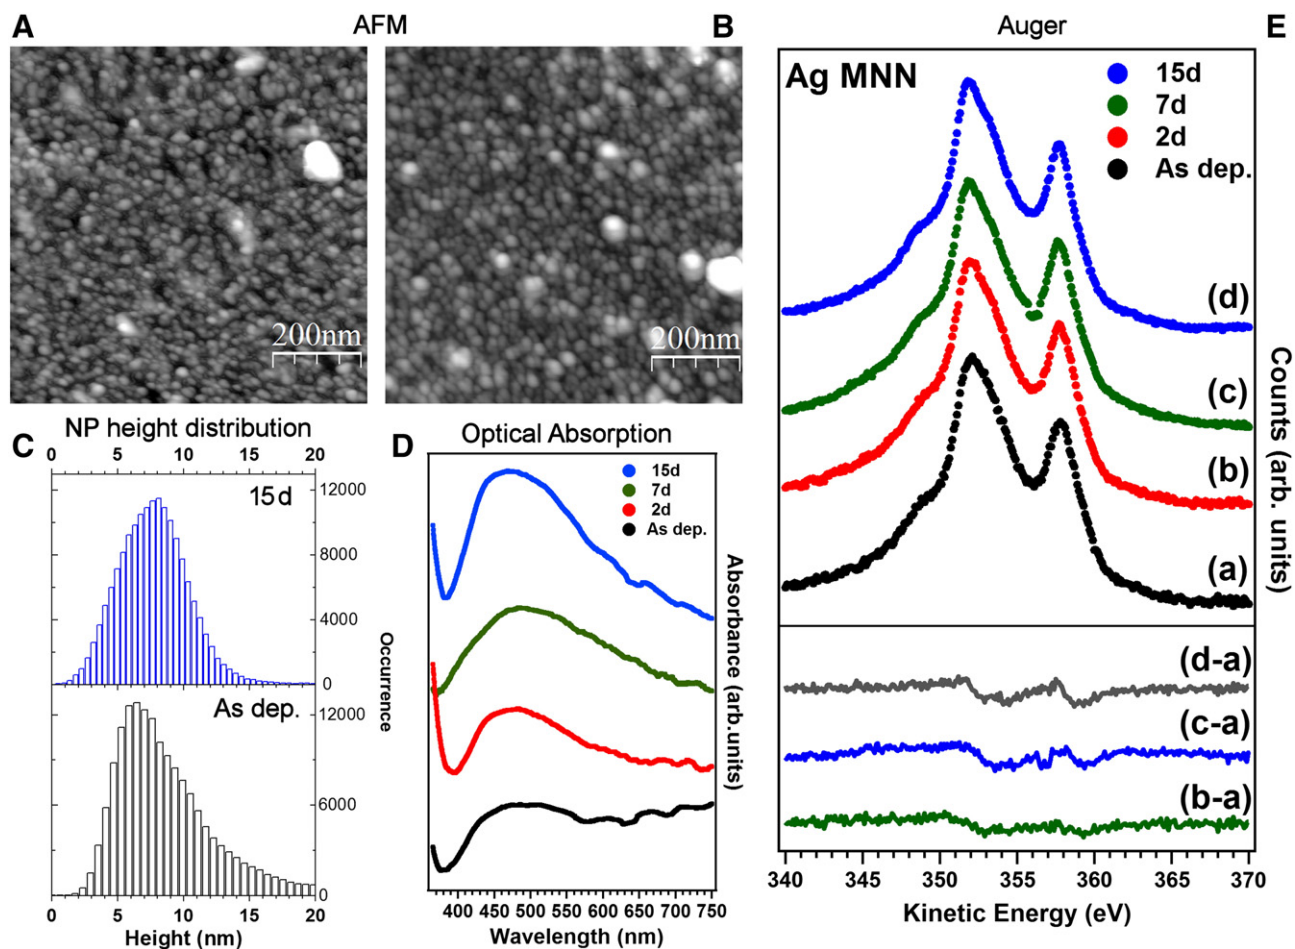 A
AFM
B
200nm
200nm
C
NP height distribution
0 5 10 15 20
15d
12000
8000
4000
0
As dep.
12000
6000
0
Occurrence
0 5 10 15 20
Height (nm)
D
Optical Absorption
15d
7d
2d
As dep.
Absorbance (arb.units)
400 450 500 550 600 650 700 750
Wavelength (nm)
Auger
E
Ag MNN
15d
7d
2d
As dep.
(d)
(c)
(b)
(a)
(d-a)
(c-a)
(b-a)
Counts (arb. units)
340 345 350 355 360 365 370
Kinetic Energy (eV)